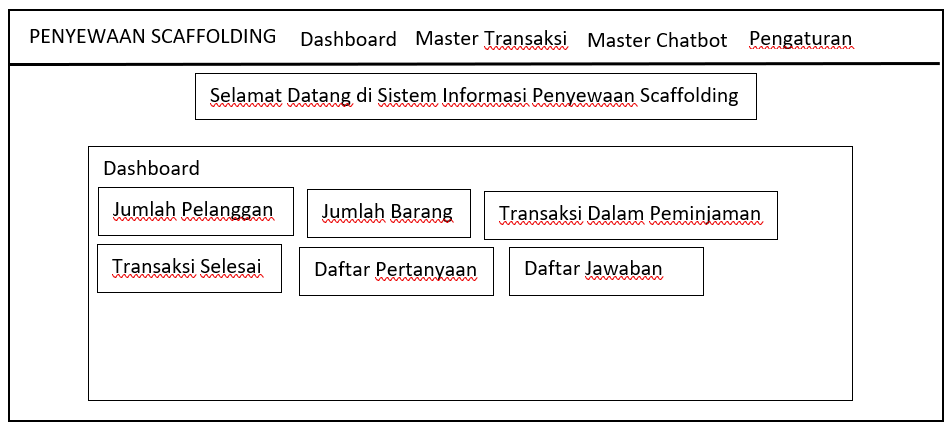 PENYEWAAN SCAFFOLDING Dashboard Master Transaksi Master Chatbot Pengaturan
Selamat Datang di Sistem Informasi Penyewaan Scaffolding
Dashboard
Jumlah Pelanggan
Jumlah Barang
Transaksi Dalam Peminjaman
Transaksi Selesai
Daftar Pertanyaan
Daftar Jawaban